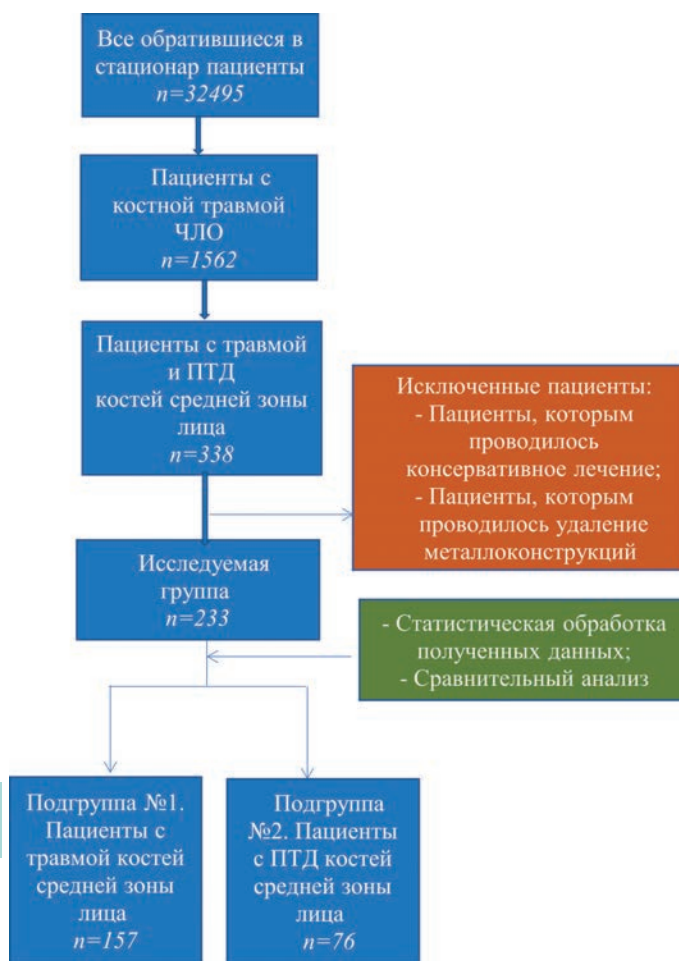 Все обратившиеся в
стационар пациенты
n=32495
Пациенты с
костной травмой
ЧЛО
n=1562
Пациенты с травмой
и ПТД
костей средней зоны
лица
n=338
Исключенные пациенты:
- Пациенты, которым
проводилось
консервативное лечение;
- Пациенты, которым
проводилось удаление
металлоконструкций
Исследуемая
группа
n=233
- Статистическая обработка
полученных данных;
- Сравнительный анализ
Подгруппа №1.
Пациенты с
травмой костей
средней зоны
лица
n=157
Подгруппа
№2. Пациенты
с ПТД костей
средней зоны
лица
n=76